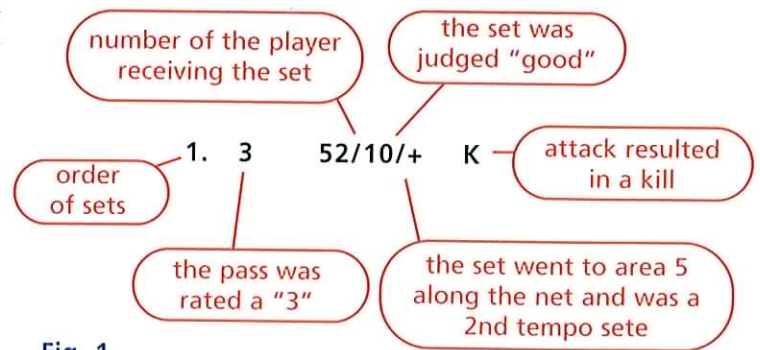 number of the player
receiving the set
the set was
judged "good"
1. 3 52/10/+ K
order
of sets
attack resulted
in a kill
the pass was
rated a "3"
the set went to area 5
along the net and was a
2nd tempo sete
Fig. 1